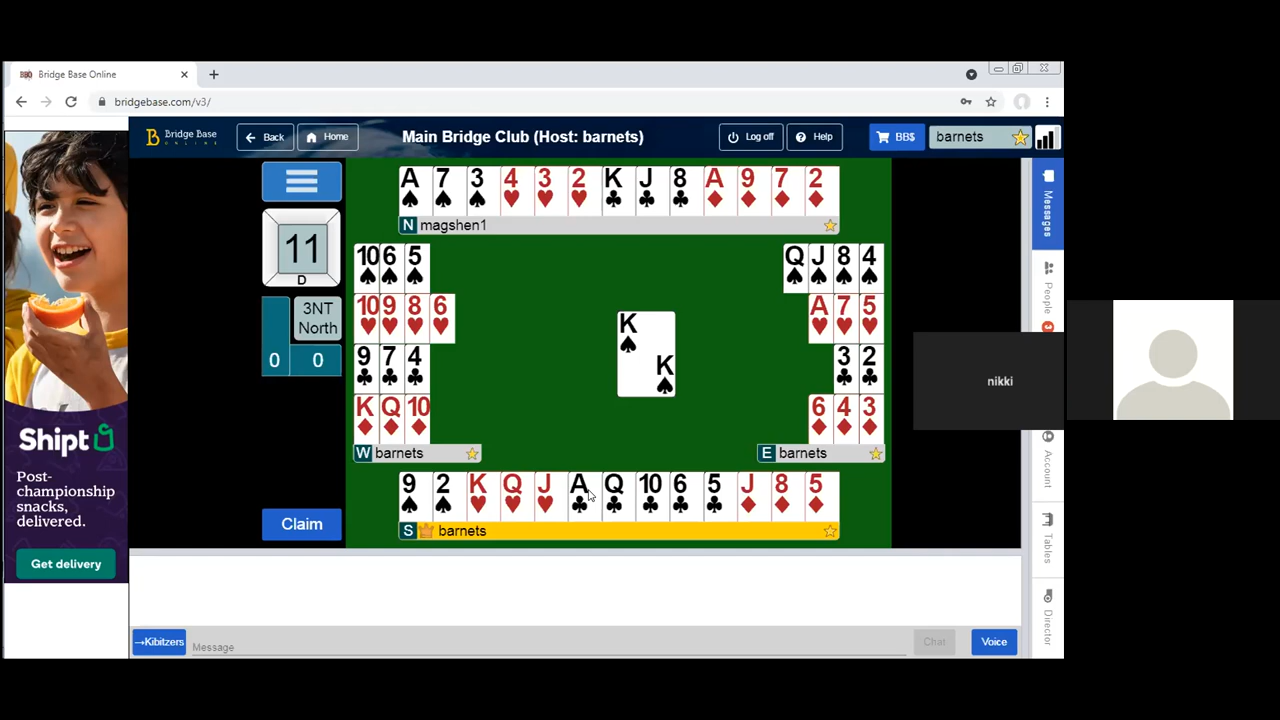 Bridge Base Online
bridgebase.com/v3/
Bridge Base
ONLINE
Back
Home
Main Bridge Club (Host: barnets)
Log off
Help
BB$
barnets
A 7 3 4 3 2 K J 8 A 9 7 2
N magshen1
11
D
3NT
North
0 0
10 6 5
10 9 8 6
9 7 4
K Q 10
W barnets
K
K
Q J 8 4
A 7 5
3 2
6 4 3
E barnets
9 2 K Q J A Q 10 6 5 J 8 5
S barnets
Claim
Messages
People
3
Account
Tables
Director
→Kibitzers
Message
Chat
Voice
Shipt
Post-
championship
snacks,
delivered.
Get delivery
nikki